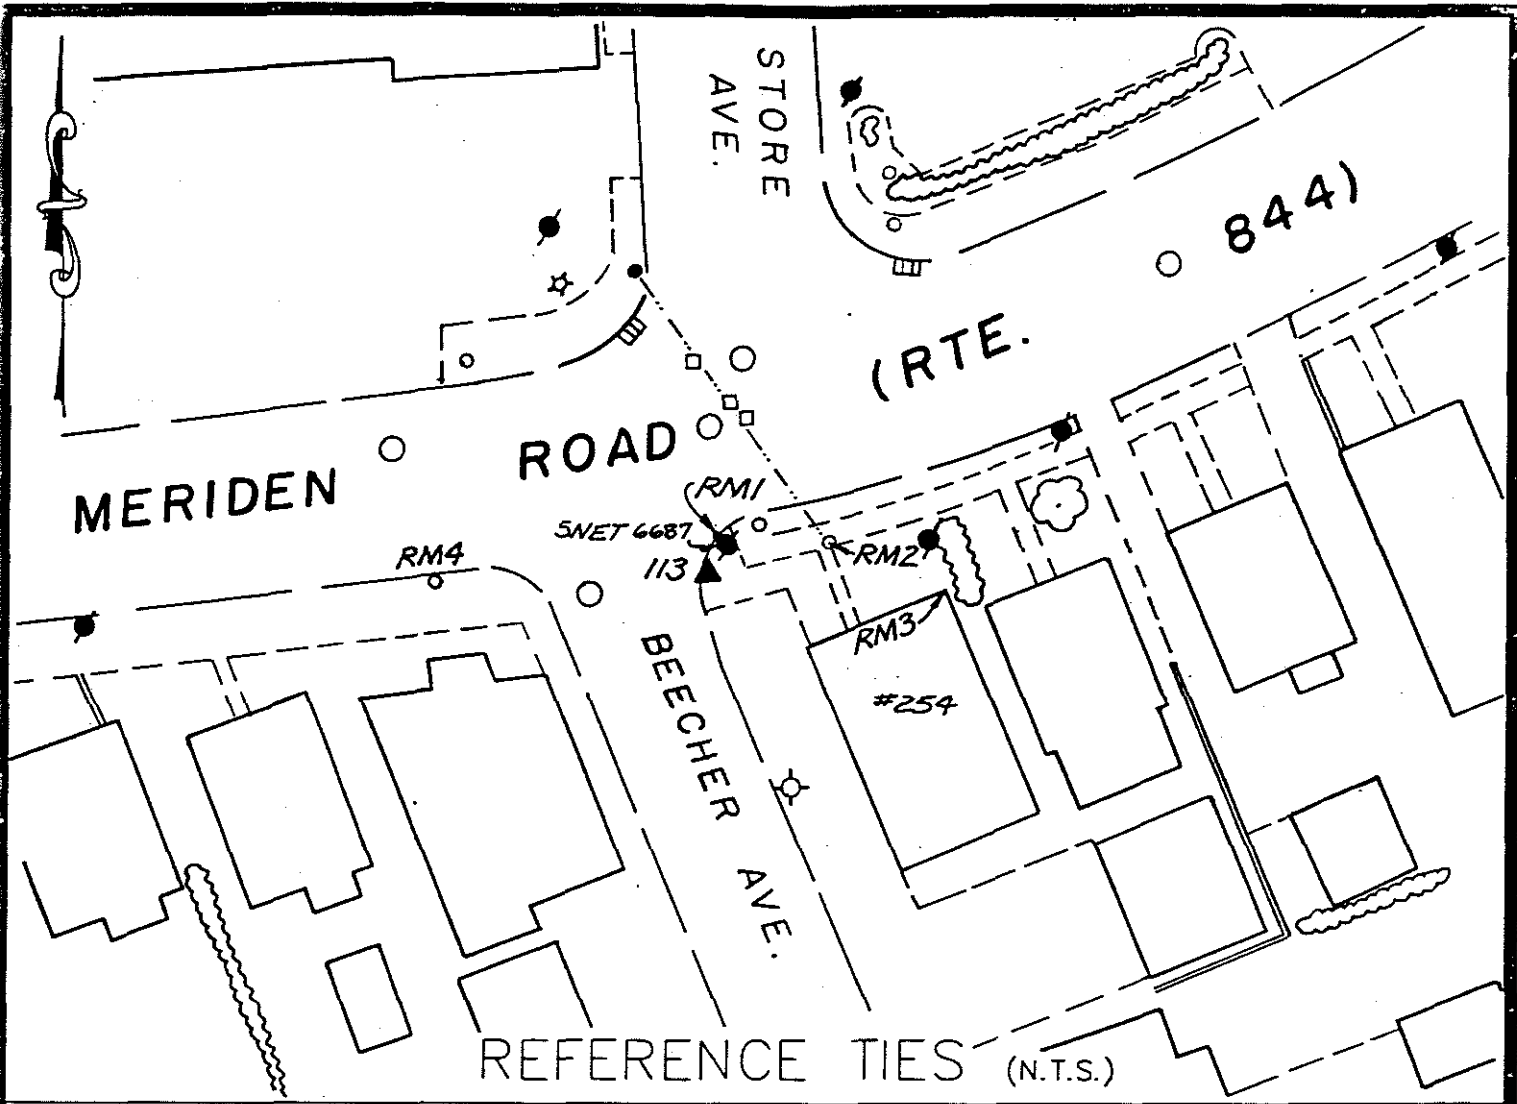 STORE
AVE.
MERIDEN ROAD (RTE. 844)
RM1
SNET 6687
113
RM2
RM3
RM4
#254
BEECHER AVE.
REFERENCE TIES (N.T.S.)